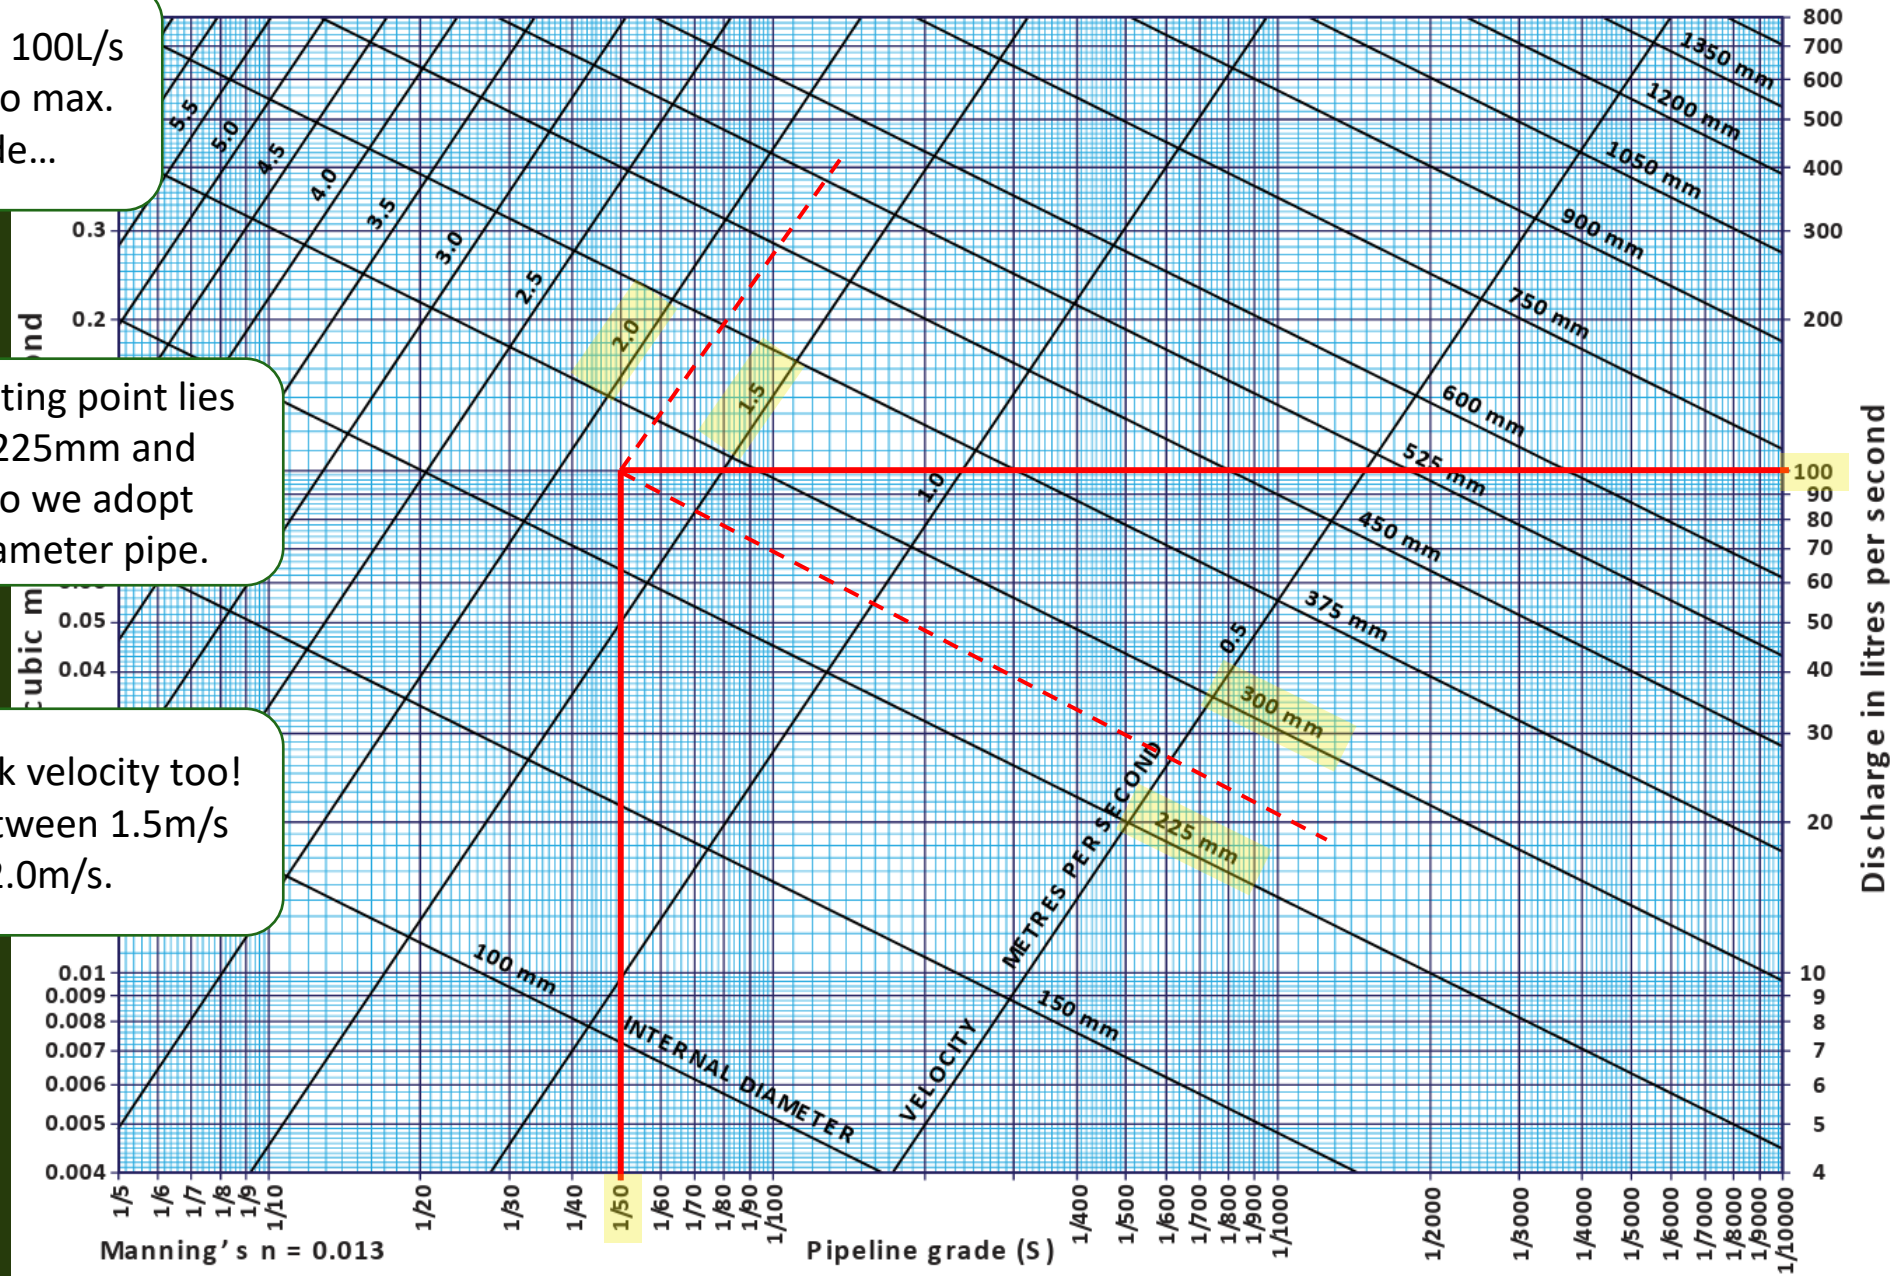 100L/s
o max.
de...
ting point lies
225mm and
o we adopt
ameter pipe.
k velocity too!
tween 1.5m/s
2.0m/s.
0.3
0.2
0.05
0.04
0.01
0.009
0.008
0.007
0.006
0.005
0.004
cubic m
ond
5.5
5.0
4.5
4.0
3.5
3.0
2.5
2.0
1.5
1.0
0.5
1350 mm
1200 mm
1050 mm
900 mm
750 mm
600 mm
525 mm
450 mm
375 mm
300 mm
225 mm
150 mm
100 mm
INTERNAL DIAMETER
VELOCITY METRES PER SECOND
800
700
600
500
400
300
200
100
90
80
70
60
50
40
30
20
10
9
8
7
6
5
4
Discharge in litres per second
1/5
1/6
1/7
1/8
1/9
1/10
1/20
1/30
1/40
1/50
1/60
1/70
1/80
1/90
1/100
1/400
1/500
1/600
1/700
1/800
1/900
1/1000
1/2000
1/3000
1/4000
1/5000
1/6000
1/7000
1/8000
1/9000
1/10000
Manning's n = 0.013
Pipeline grade (S)